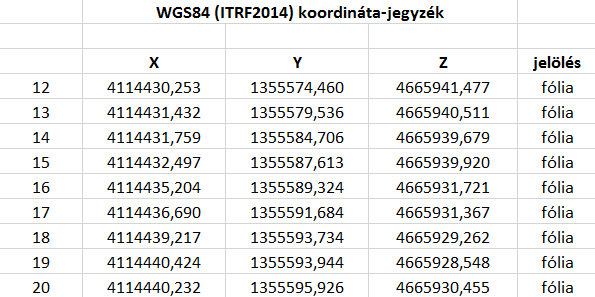 WGS84 (ITRF2014) koordináta-jegyzék
X Y Z jelölés
12 4114430,253 1355574,460 4665941,477 fólia
13 4114431,432 1355579,536 4665940,511 fólia
14 4114431,759 1355584,706 4665939,679 fólia
15 4114432,497 1355587,613 4665939,920 fólia
16 4114435,204 1355589,324 4665931,721 fólia
17 4114436,690 1355591,684 4665931,367 fólia
18 4114439,217 1355593,734 4665929,262 fólia
19 4114440,424 1355593,944 4665928,548 fólia
20 4114440,232 1355595,926 4665930,455 fólia